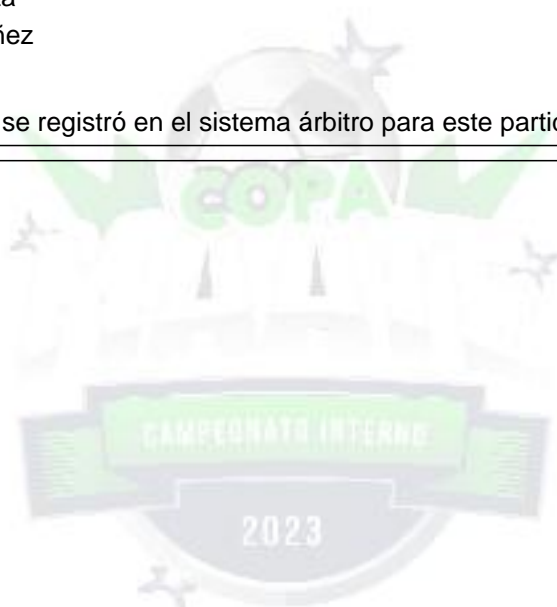 ñez
se registró en el sistema árbitro para este partic
COPA
CAMPEONATO INTERNO
2023